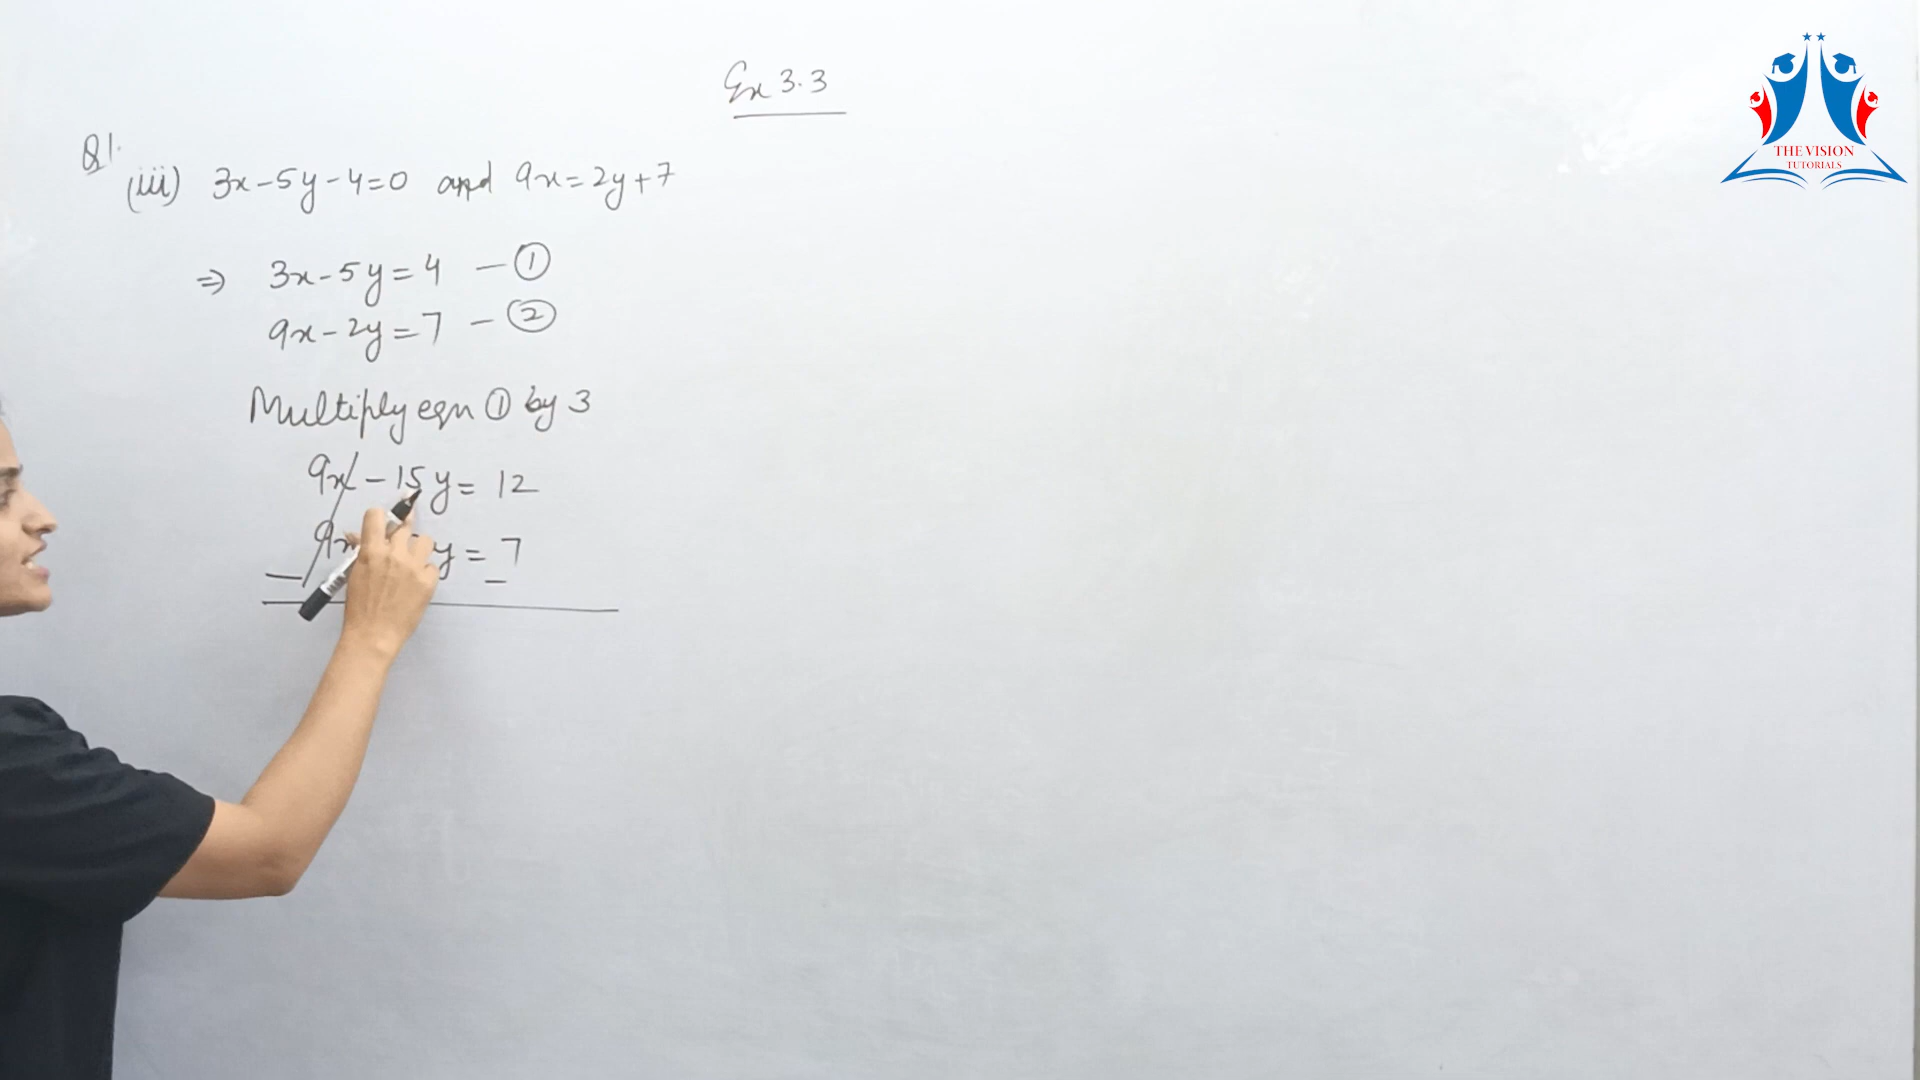 Ex 3.3
Q1.
(iii) 3x-5y-4=0 and 9x=2y+7
⇒ 3x-5y=4 —①
9x-2y=7 —②
Multiply eqn ① by 3
9x-15y=12
9x y=7
— —
THE VISION
TUTORIALS